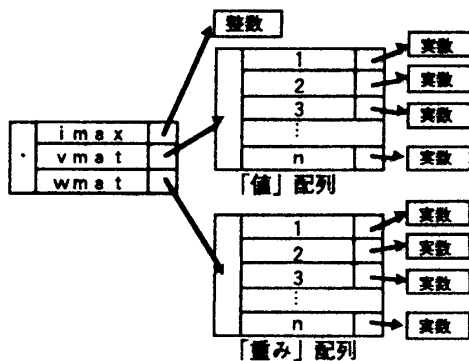 整数
imax
vmat
wmat
1 実数
2 実数
3 実数
⋮
n 実数
「値」配列
1 実数
2 実数
3 実数
⋮
n 実数
「重み」配列